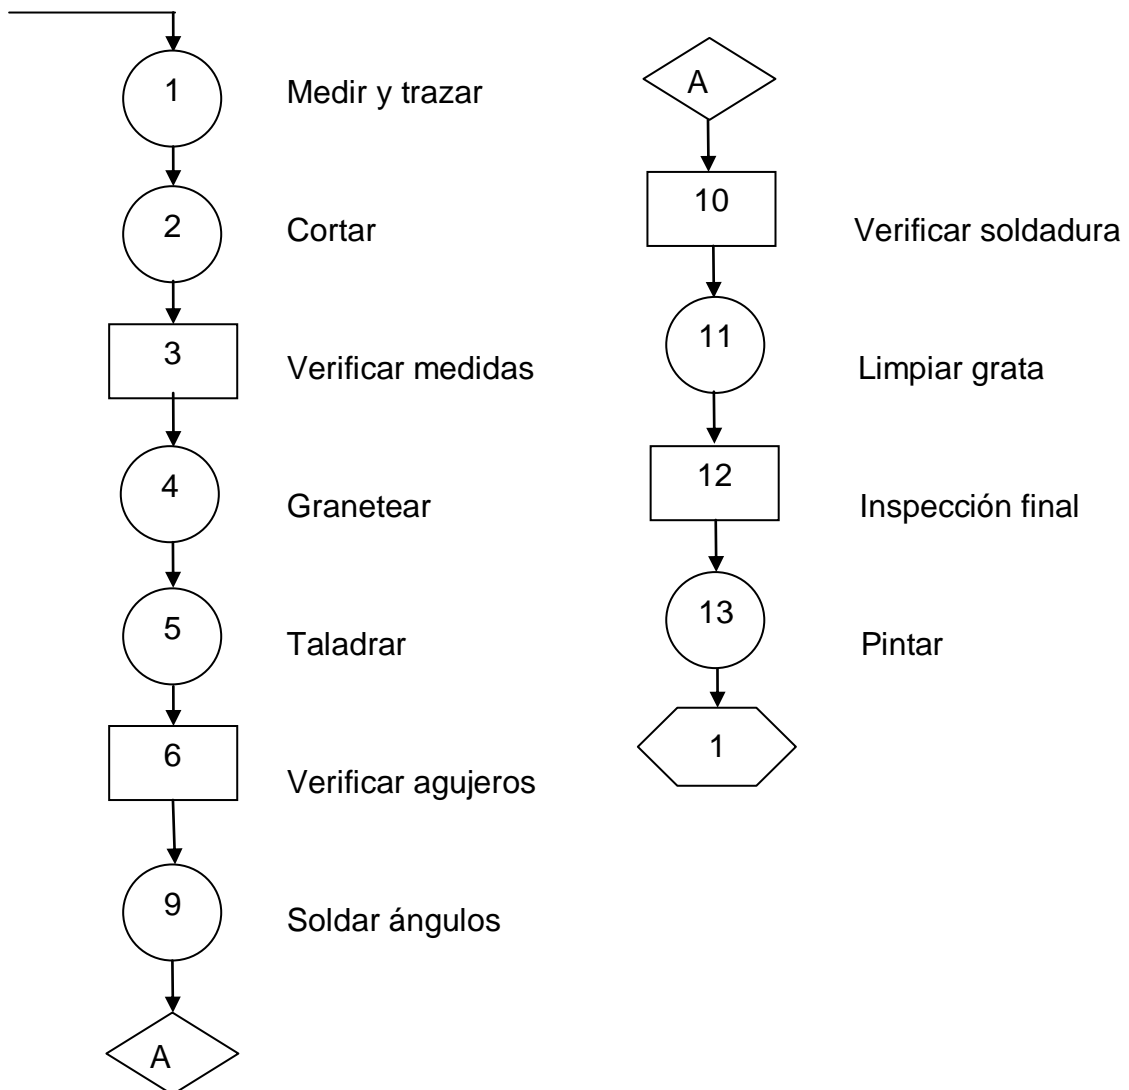 1
Medir y trazar
2
Cortar
3
Verificar medidas
4
Granetear
5
Taladrar
6
Verificar agujeros
9
Soldar ángulos
A
A
10
Verificar soldadura
11
Limpiar grata
12
Inspección final
13
Pintar
1